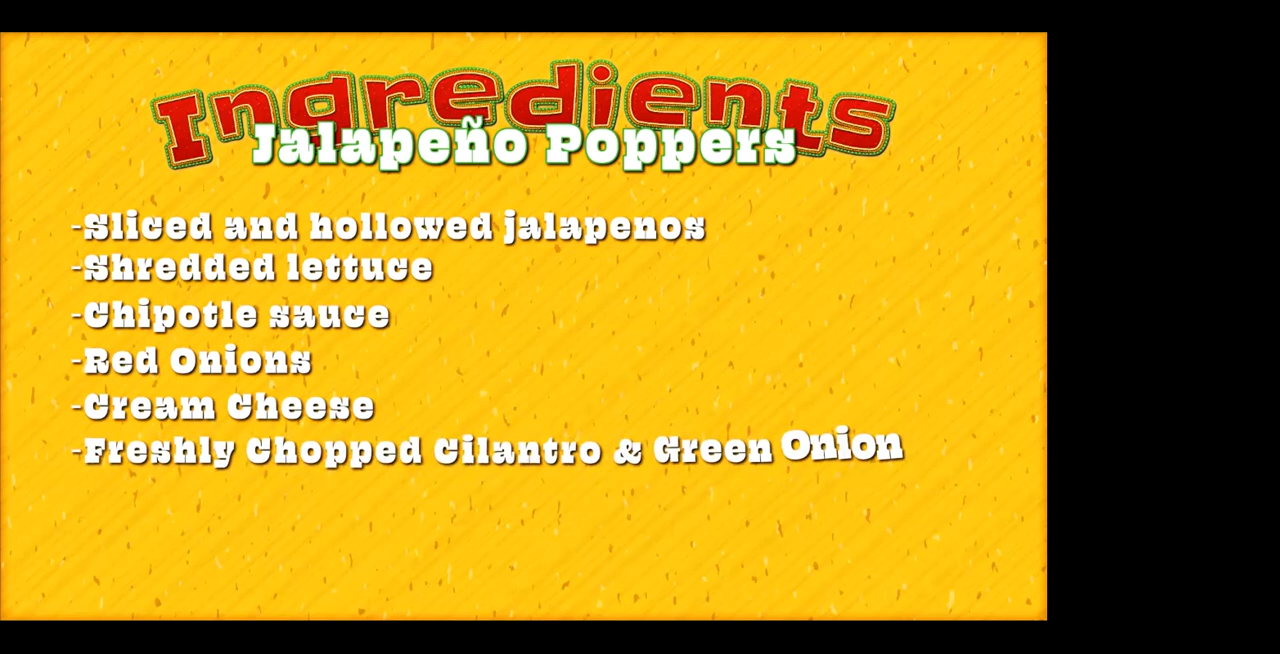 Ingredients
Jalapeño Poppers
-Sliced and hollowed jalapenos
-Shredded lettuce
-Chipotle sauce
-Red Onions
-Cream Cheese
-Freshly Chopped Cilantro & Green Onion